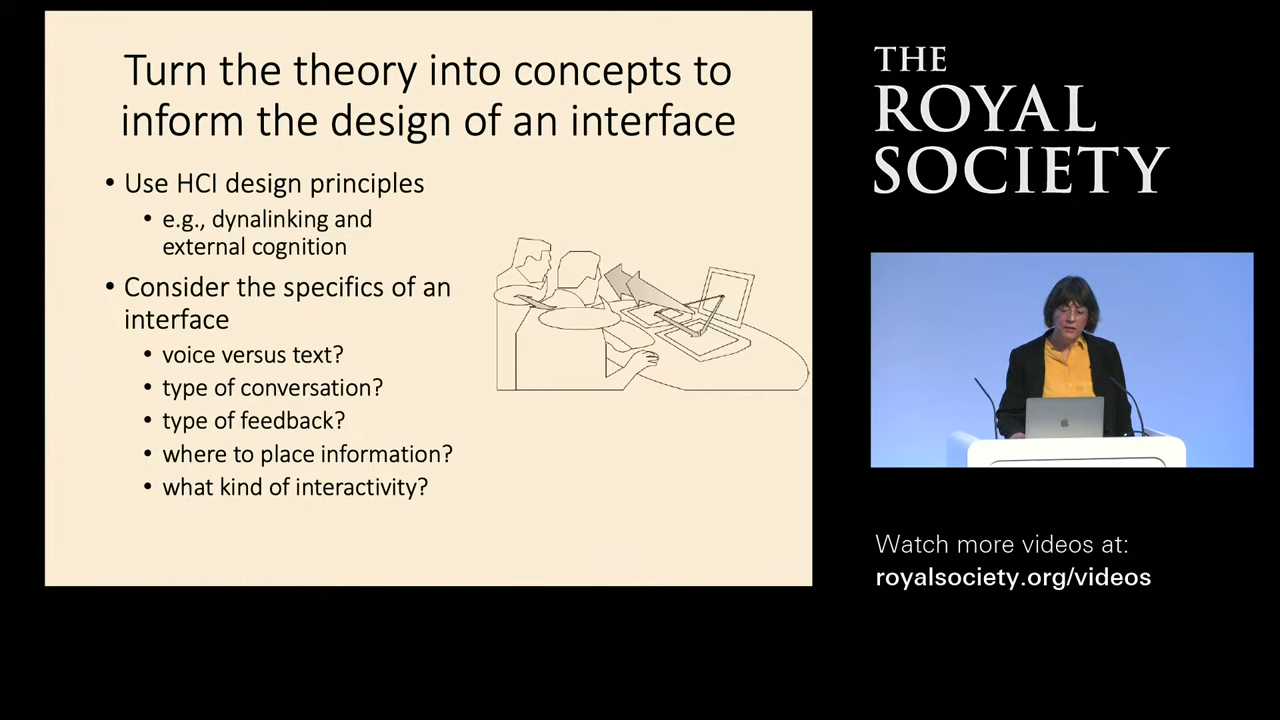 Turn the theory into concepts to
inform the design of an interface
• Use HCI design principles
• e.g., dynalinking and
external cognition
• Consider the specifics of an
interface
• voice versus text?
• type of conversation?
• type of feedback?
• where to place information?
• what kind of interactivity?
THE
ROYAL
SOCIETY
Watch more videos at:
royalsociety.org/videos